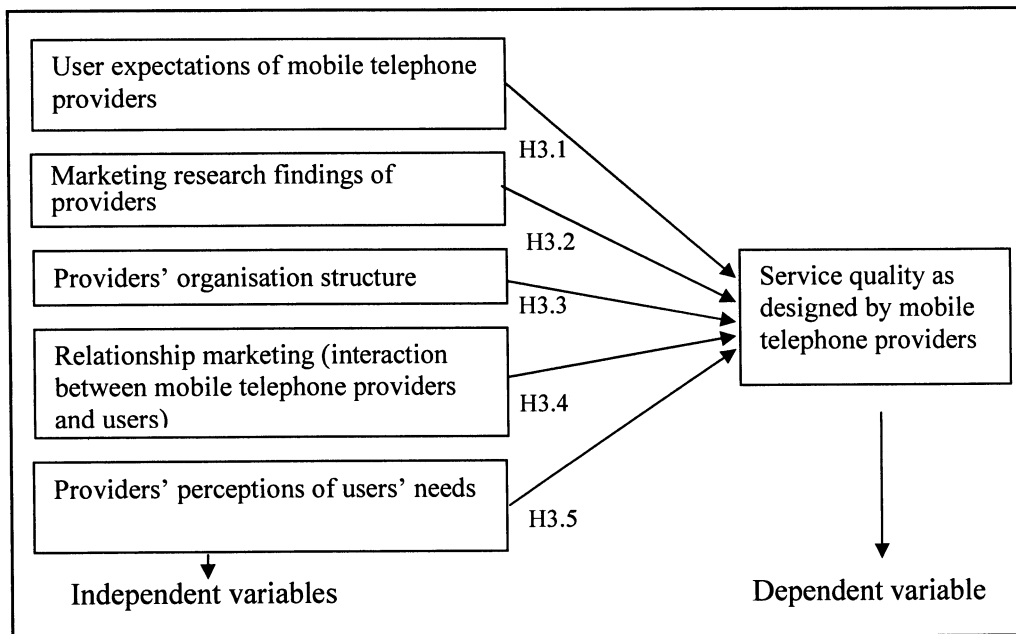 User expectations of mobile telephone
providers
H3.1
Marketing research findings of
providers
H3.2
Providers’ organisation structure
H3.3
Relationship marketing (interaction
between mobile telephone providers
and users)
H3.4
Providers’ perceptions of users’ needs
H3.5
Service quality as
designed by mobile
telephone providers
Independent variables
Dependent variable